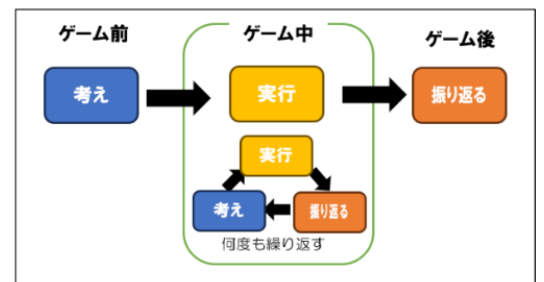 ゲーム前
ゲーム中
ゲーム後
考え
実行
振り返る
実行
考え
振り返る
何度も繰り返す